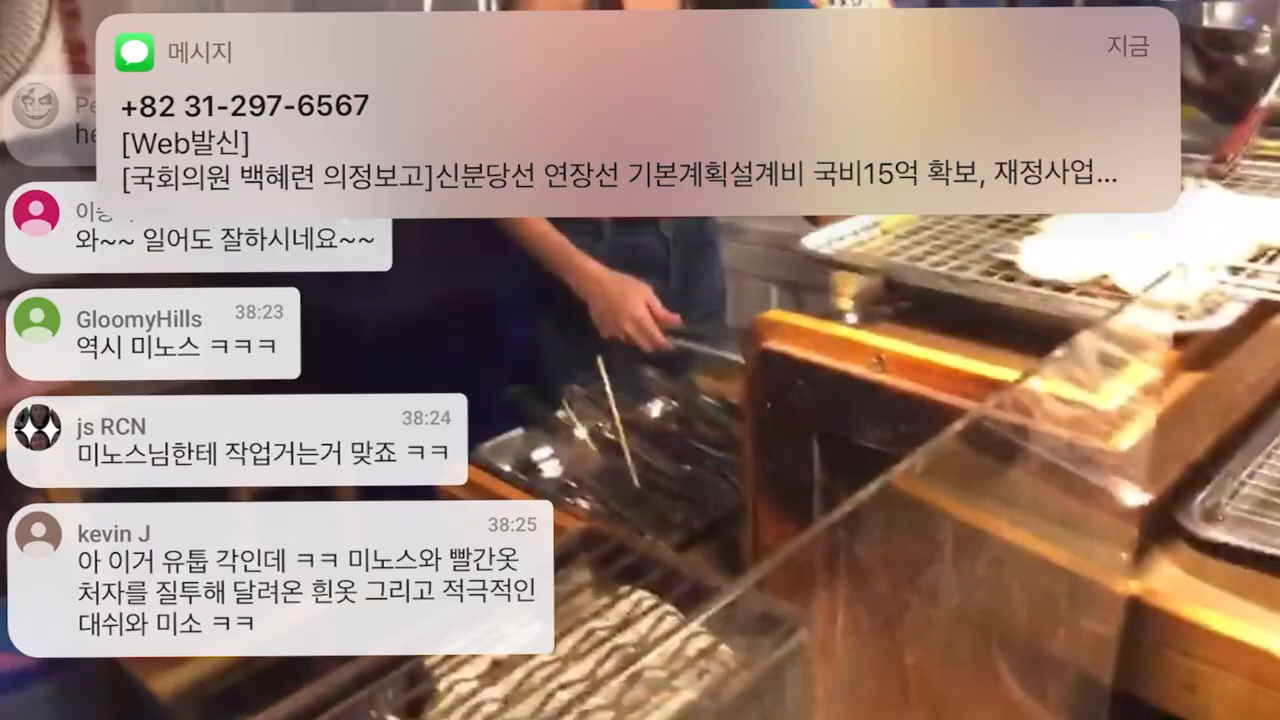 메시지
지금
+82 31-297-6567
[Web발신]
[국회의원 백혜련 의정보고]신분당선 연장선 기본계획설계비 국비15억 확보, 재정사업...
Pe
he
와~~ 일어도 잘하시네요~~
GloomyHills 38:23
역시 미노스 ㅋㅋㅋ
js RCN 38:24
미노스님한테 작업거는거 맞죠 ㅋㅋ
kevin J 38:25
아 이거 유툽 각인데 ㅋㅋ 미노스와 빨간옷
처자를 질투해 달려온 흰옷 그리고 적극적인
대쉬와 미소 ㅋㅋ